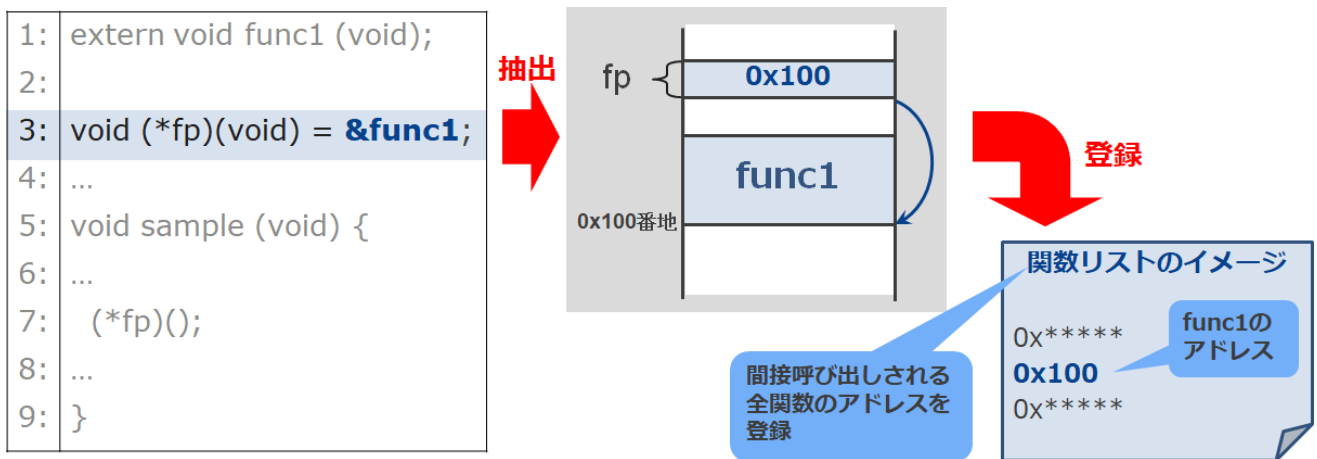 1: extern void func1 (void);
2:
3: void (*fp)(void) = &func1;
4: ...
5: void sample (void) {
6: ...
7: (*fp)();
8: ...
9: }
抽出
fp
0x100
func1
0x100番地
登録
関数リストのイメージ
0x*****
0x100
0x*****
func1の
アドレス
間接呼び出しされる
全関数のアドレスを
登録